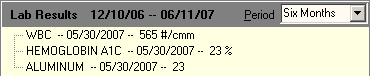 Lab Results 12/10/06 -- 06/11/07 Period Six Months
WBC -- 05/30/2007 -- 565 #/cmm
HEMOGLOBIN A1C -- 05/30/2007 -- 23 %
ALUMINUM -- 05/30/2007 -- 23